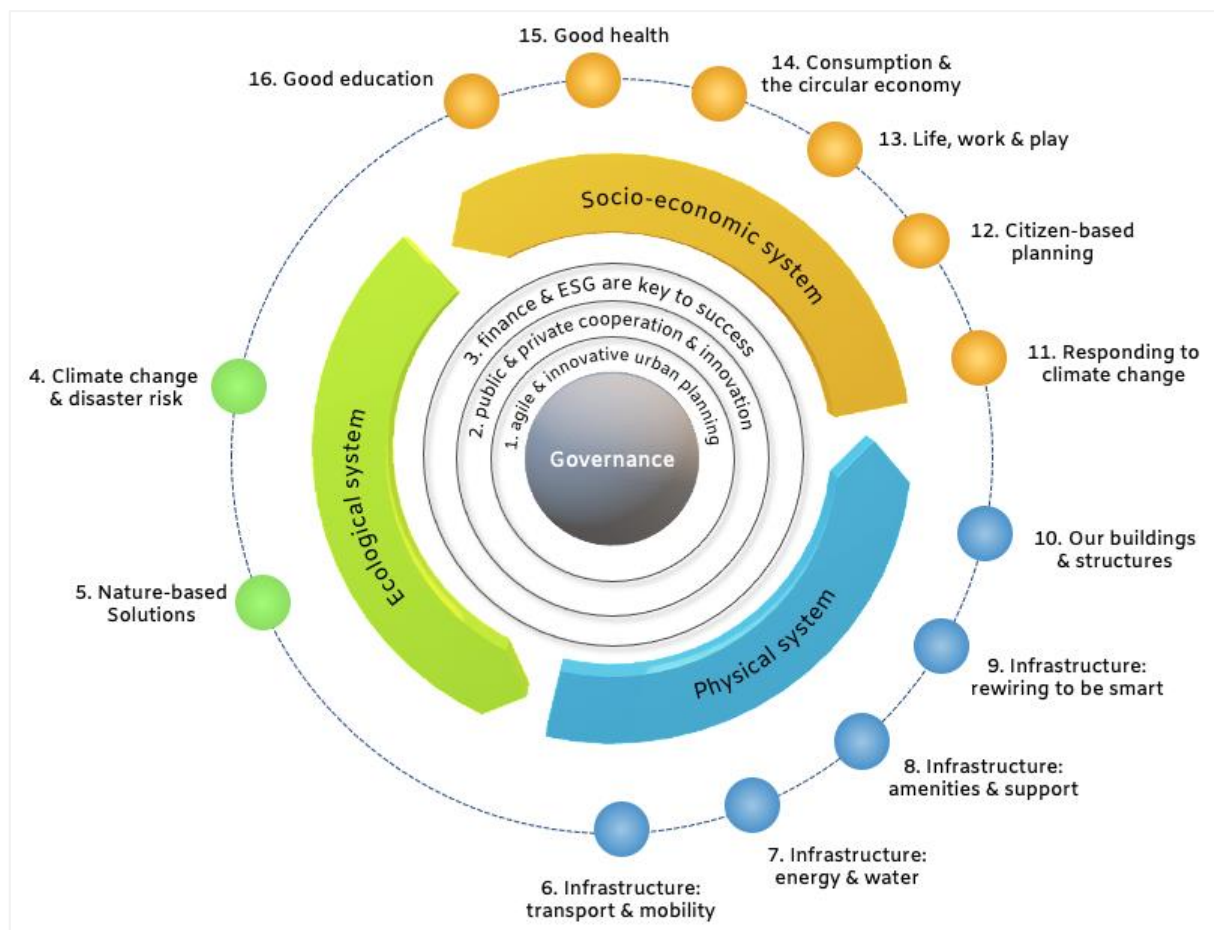 15. Good health
16. Good education
14. Consumption &
the circular economy
13. Life, work & play
12. Citizen-based
planning
11. Responding to
climate change
Socio-economic system
3. finance & ESG are key to success
2. public & private cooperation & innovation
1. agile & innovative urban planning
Governance
4. Climate change
& disaster risk
Ecological system
5. Nature-based
Solutions
10. Our buildings
& structures
Physical system
9. Infrastructure:
rewiring to be smart
8. Infrastructure:
amenities & support
7. Infrastructure:
energy & water
6. Infrastructure:
transport & mobility